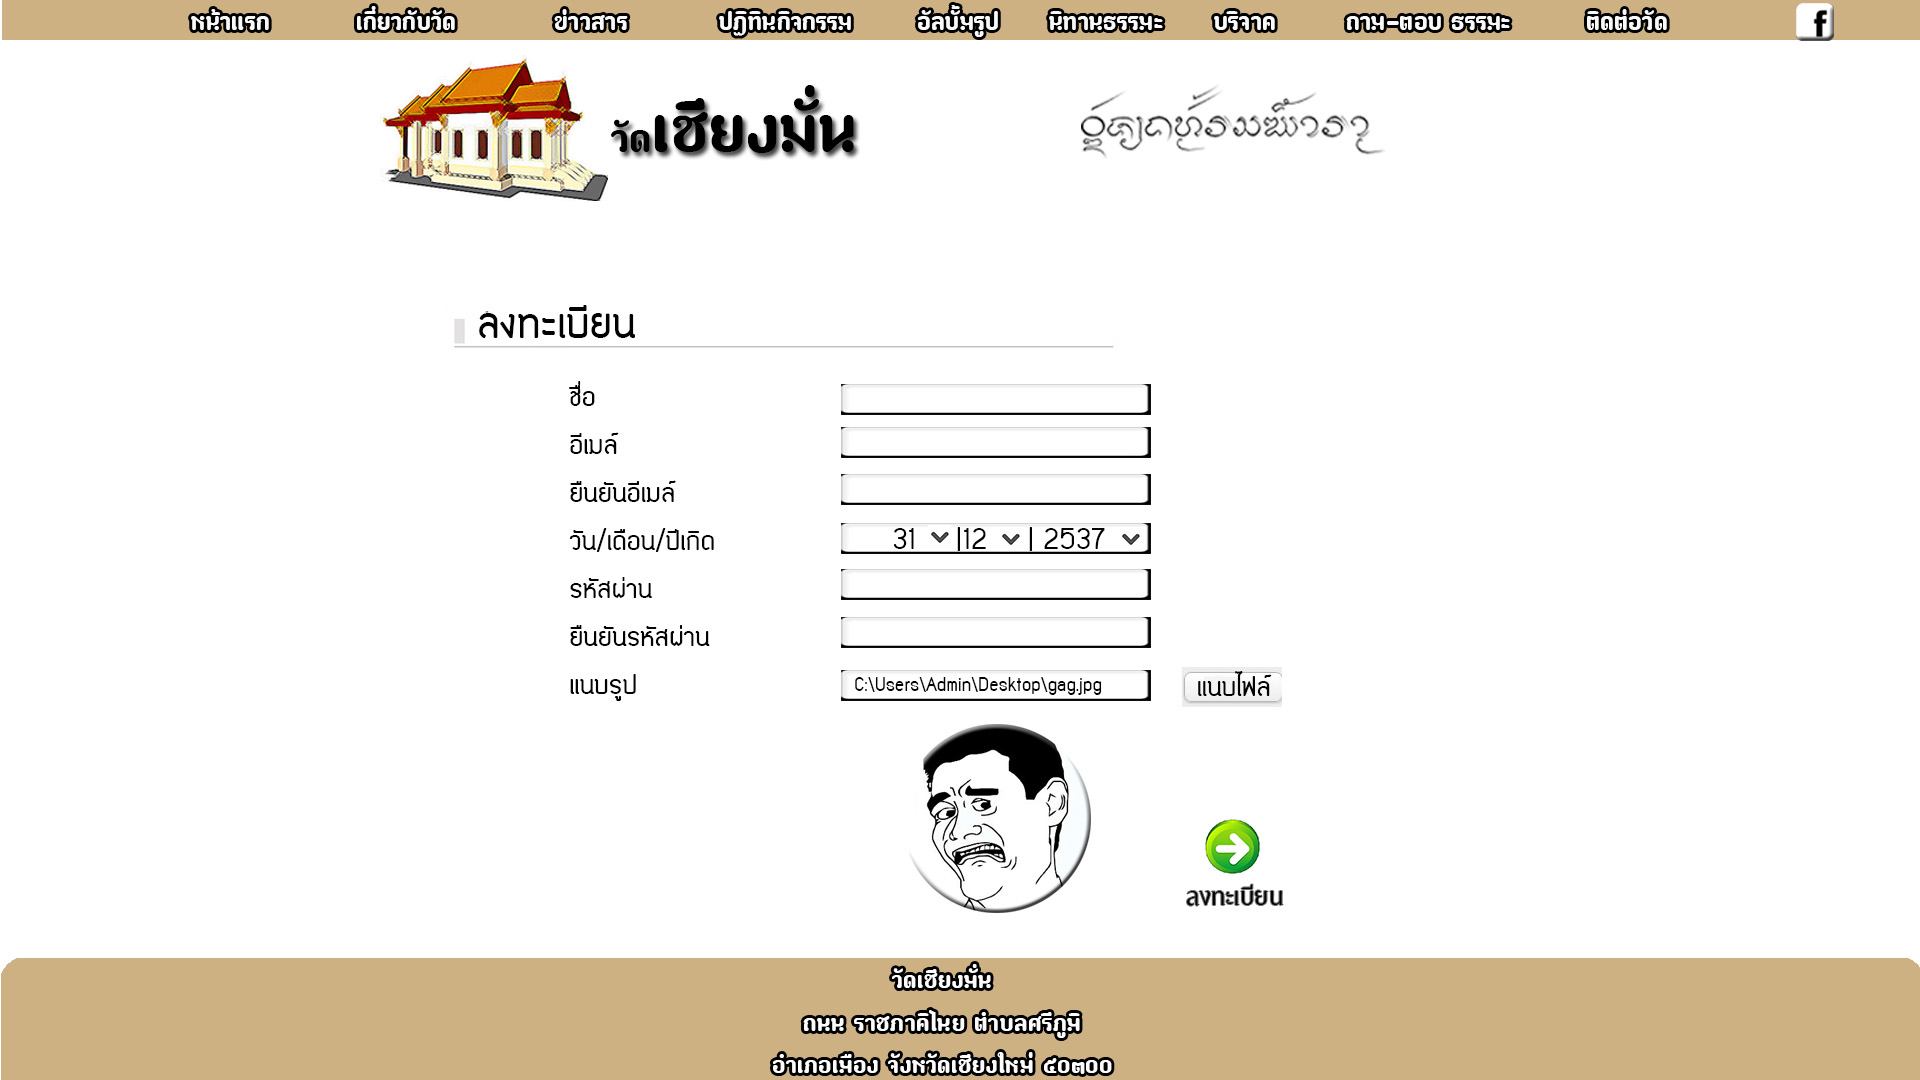 หน้าแรก เกี่ยวกับวัด ข่าวสาร ปฏิทินกิจกรรม อัลบั้มรูป นิทานธรรมะ บริจาค ถาม-ตอบ ธรรมะ ติดต่อวัด f
วัดเชียงมั่น
ลงทะเบียน
ชื่อ
อีเมล์
ยืนยันอีเมล์
วัน/เดือน/ปีเกิด 31 |12 | 2537
รหัสผ่าน
ยืนยันรหัสผ่าน
แนบรูป C:\Users\Admin\Desktop\gag.jpg แนบไฟล์
ลงทะเบียน
วัดเชียงมั่น
ถนน ราชภาคิไนย ตำบลศรีภูมิ
อำเภอเมือง จังหวัดเชียงใหม่ ๕๐๓๐๐